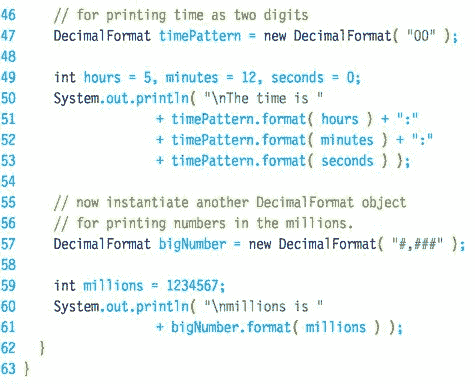 46 // for printing time as two digits
47 DecimalFormat timePattern = new DecimalFormat( "00" );
48
49 int hours = 5, minutes = 12, seconds = 0;
50 System.out.println( "\nThe time is "
51 + timePattern.format( hours ) + ":"
52 + timePattern.format( minutes ) + ":"
53 + timePattern.format( seconds ) );
54
55 // now instantiate another DecimalFormat object
56 // for printing numbers in the millions.
57 DecimalFormat bigNumber = new DecimalFormat( "#,###" );
58
59 int millions = 1234567;
60 System.out.println( "\nmillions is "
61 + bigNumber.format( millions ) );
62 }
63 }